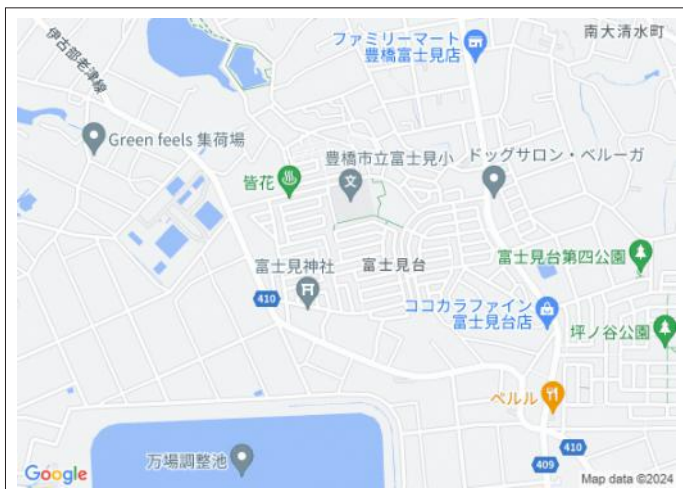 南大清水町
ファミリーマート
豊橋富士見店
伊古部老津線
Green feels 集荷場
豊橋市立富士見小
ドッグサロン・ベルーガ
皆花
文
富士見台
富士見台第四公園
富士見神社
410
ココカラファイン
富士見台店
坪ノ谷公園
ベルル
410
万場調整池
409
Google
Map data ©2024